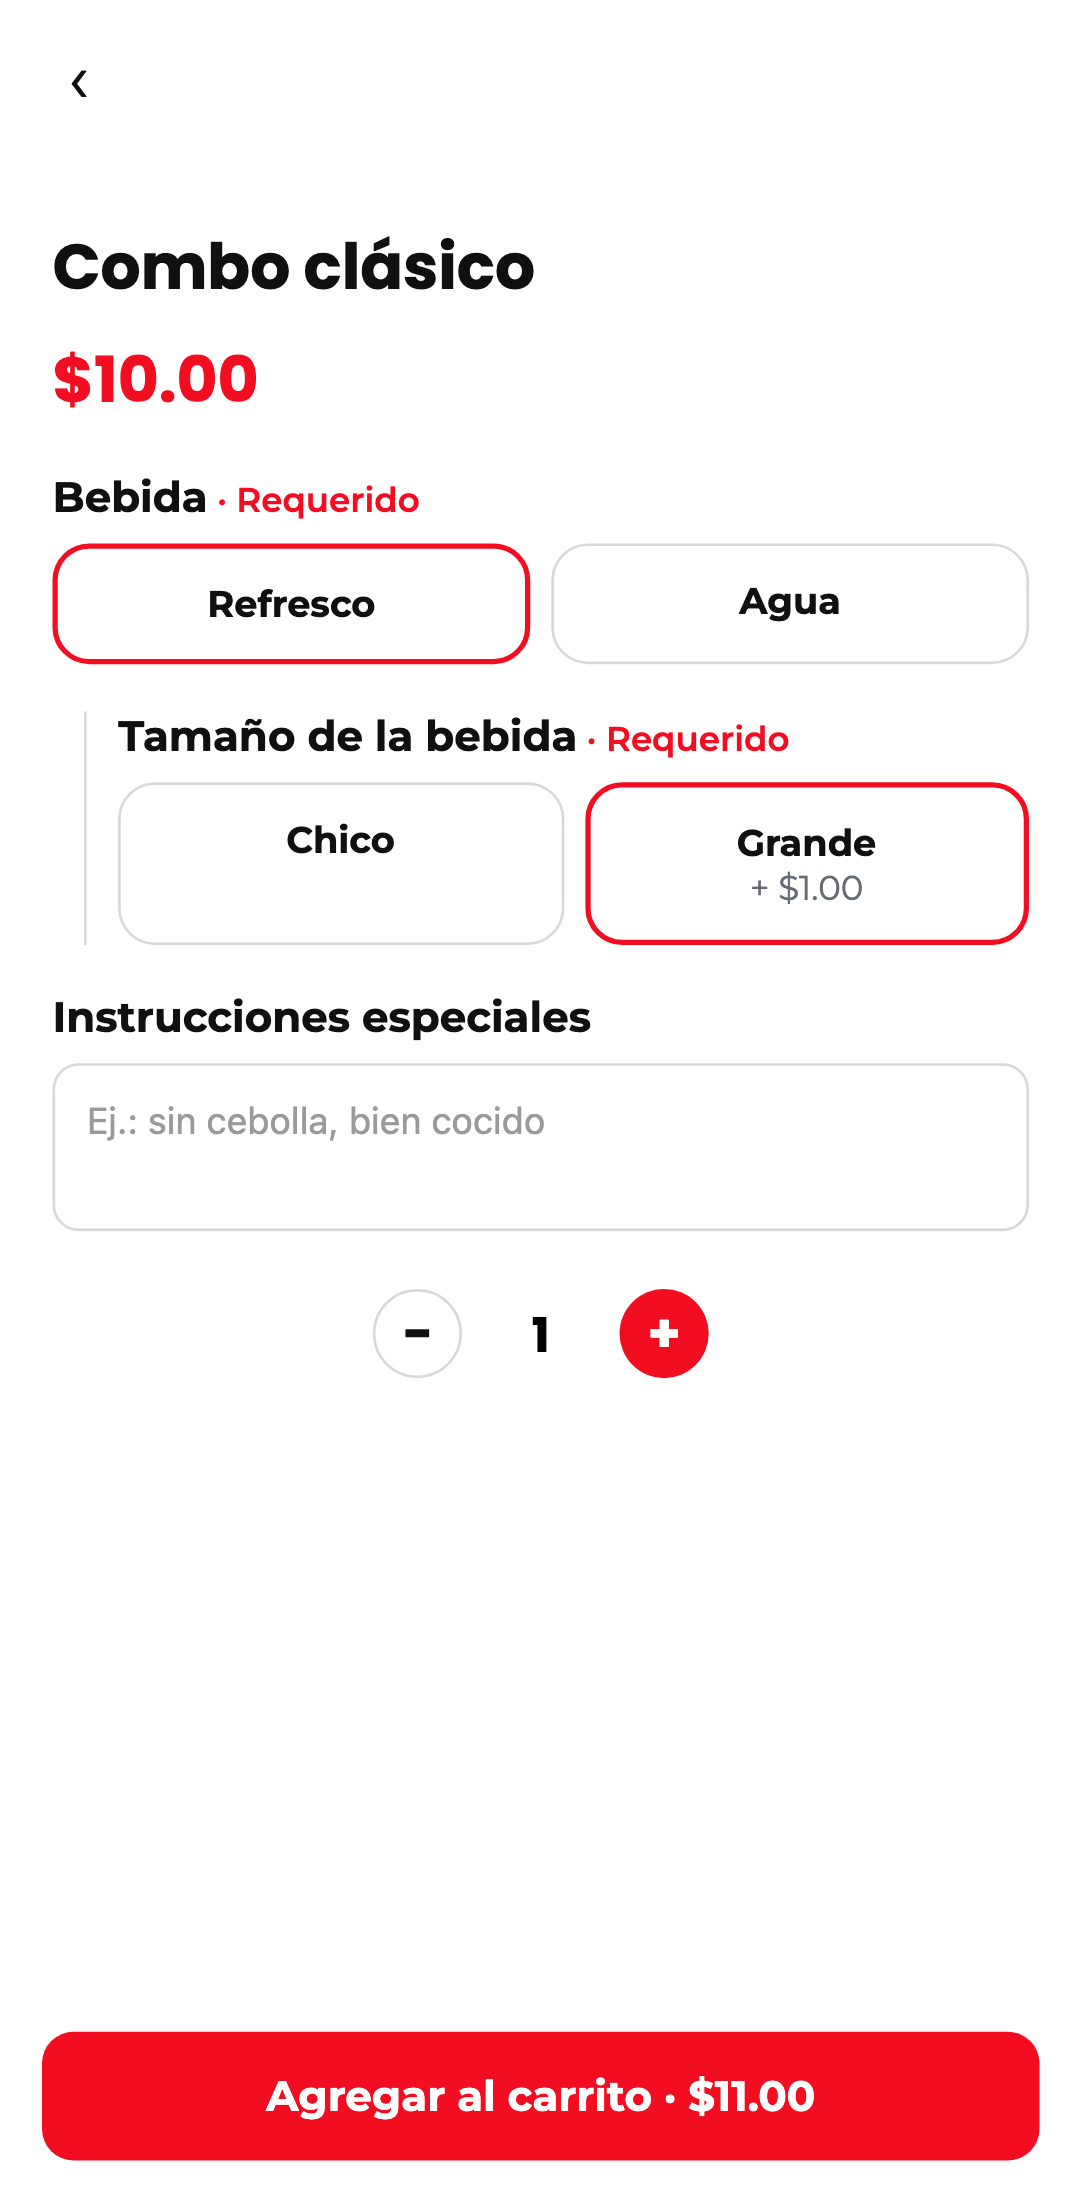 ‹
Combo clásico
$10.00
Bebida · Requerido
Refresco
Agua
Tamaño de la bebida · Requerido
Chico
Grande
+ $1.00
Instrucciones especiales
Ej.: sin cebolla, bien cocido
− 1 +
Agregar al carrito · $11.00